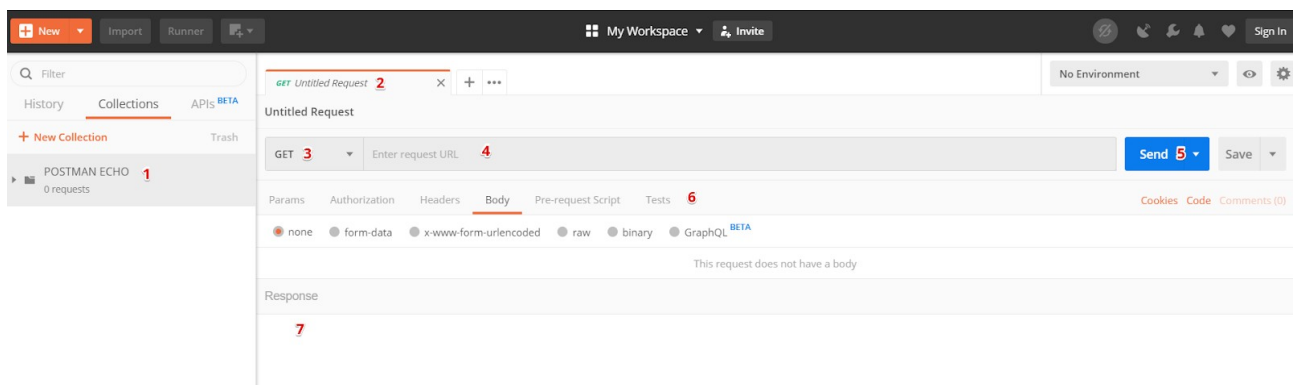 New Import Runner My Workspace Invite Sign In
Filter
History Collections APIs BETA
+ New Collection Trash
POSTMAN ECHO 1
0 requests
GET Untitled Request 2 No Environment
Untitled Request
GET 3 Enter request URL 4 Send 5 Save
Params Authorization Headers Body Pre-request Script Tests 6 Cookies Code Comments (0)
none form-data x-www-form-urlencoded raw binary GraphQL BETA
This request does not have a body
Response
7